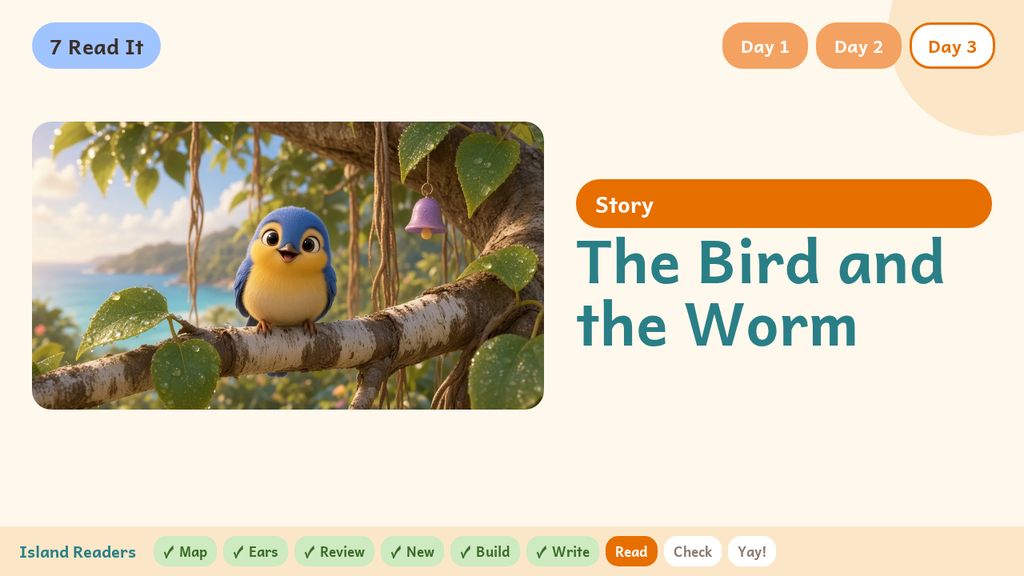 7 Read It
Day 1
Day 2
Day 3
Story
The Bird and
the Worm
Island Readers
✓ Map
✓ Ears
✓ Review
✓ New
✓ Build
✓ Write
Read
Check
Yay!